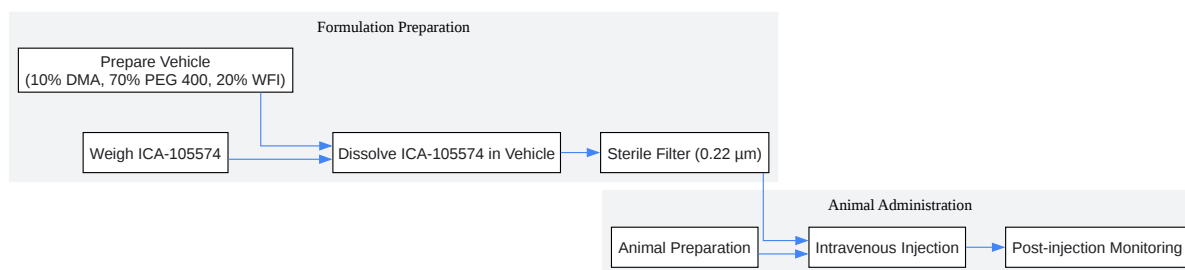 Formulation Preparation
Prepare Vehicle
(10% DMA, 70% PEG 400, 20% WFI)
Weigh ICA-105574
Dissolve ICA-105574 in Vehicle
Sterile Filter (0.22 µm)
Animal Administration
Animal Preparation
Intravenous Injection
Post-injection Monitoring